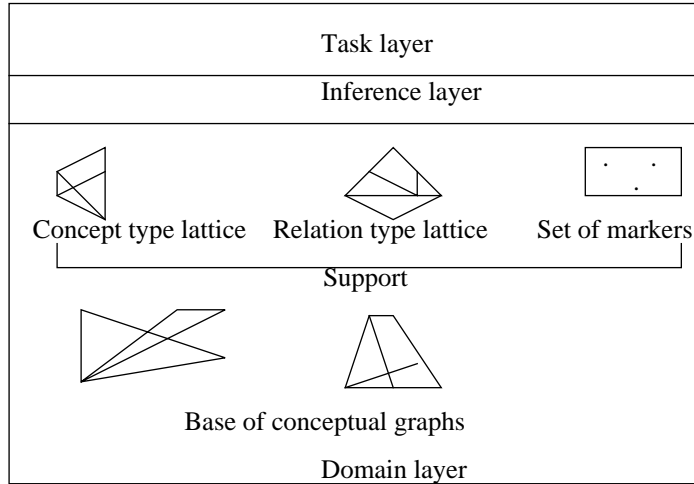 Task layer
Inference layer
Concept type lattice Relation type lattice Set of markers
Support
Base of conceptual graphs
Domain layer